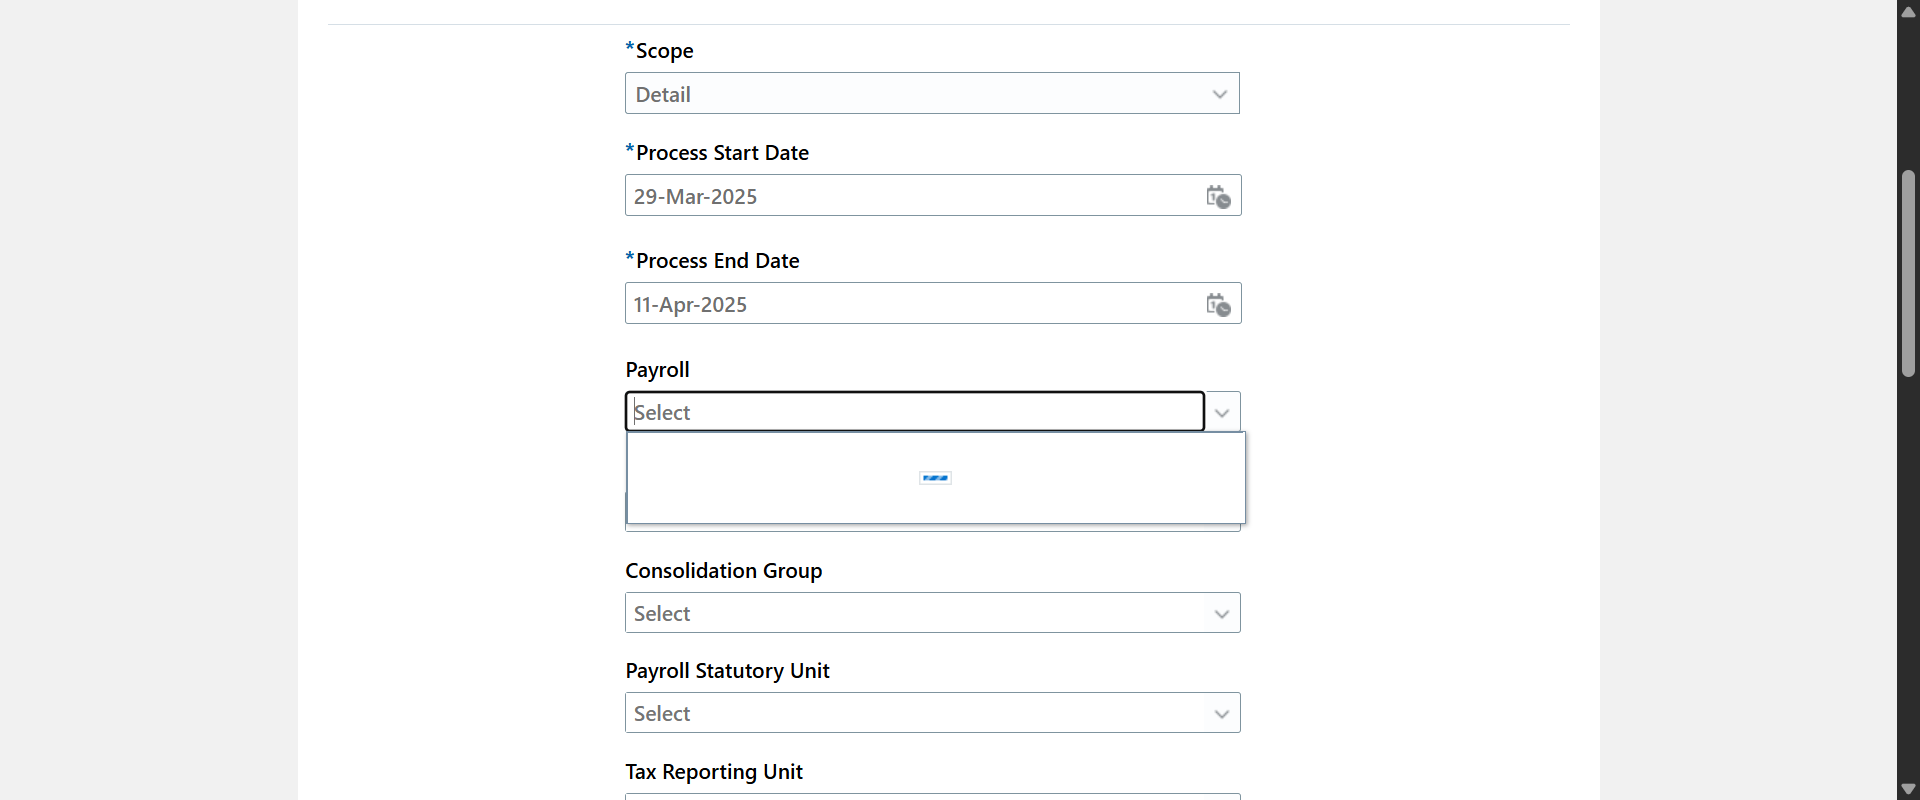 *Scope
Detail
*Process Start Date
29-Mar-2025
*Process End Date
11-Apr-2025
Payroll
Select
Consolidation Group
Select
Payroll Statutory Unit
Select
Tax Reporting Unit